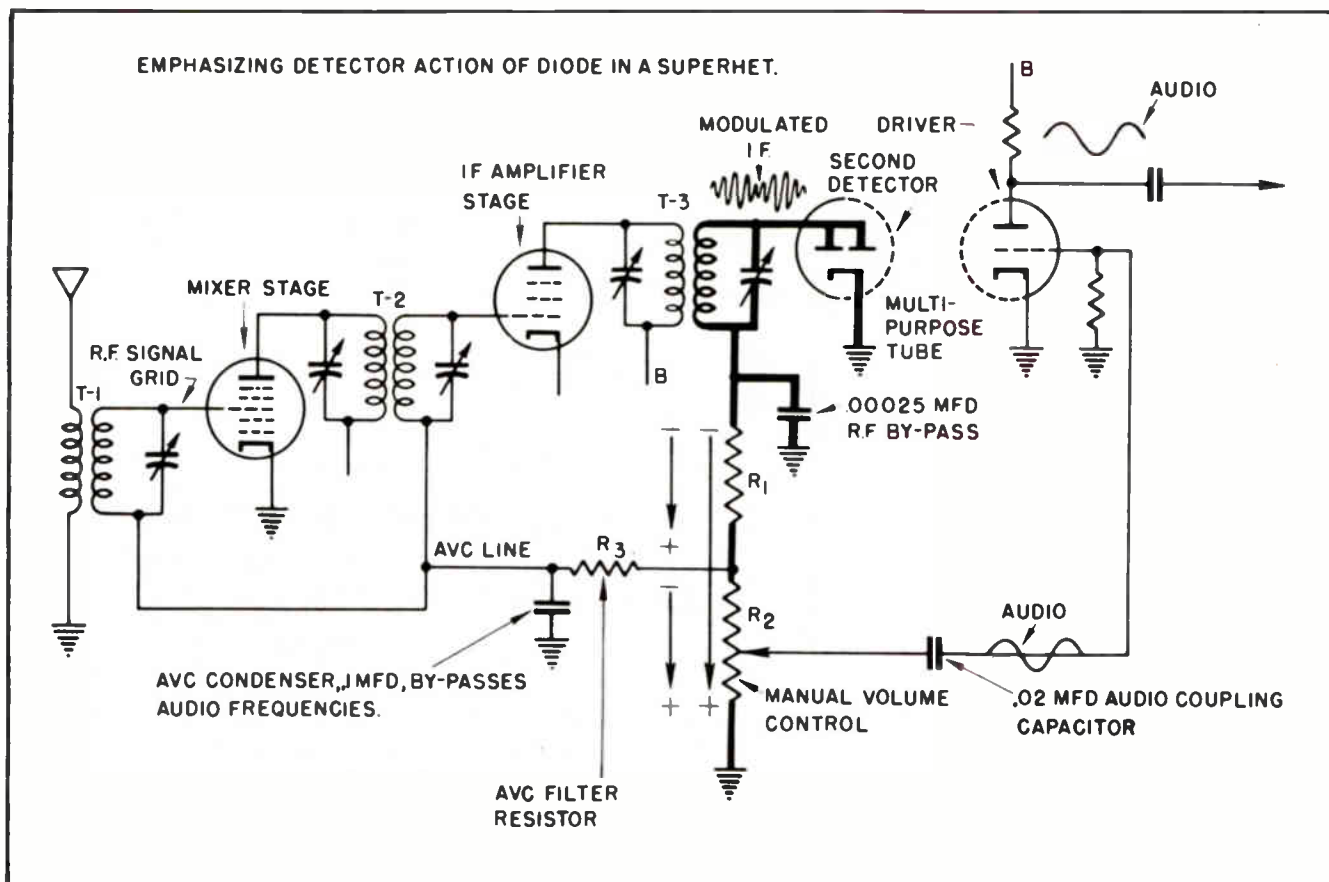 EMPHASIZING DETECTOR ACTION OF DIODE IN A SUPERHET.
B
AUDIO
DRIVER
MODULATED
I F.
SECOND
DETECTOR
I F AMPLIFIER
STAGE
T-3
MIXER STAGE
T-2
R.F. SIGNAL
GRID
T-1
MULTI-
PURPOSE
TUBE
B
.00025 MFD
R.F BY-PASS
R1
AVC LINE
R3
R2
AUDIO
AVC CONDENSER, .1 MFD, BY-PASSES
AUDIO FREQUENCIES.
MANUAL VOLUME
CONTROL
.02 MFD AUDIO COUPLING
CAPACITOR
AVC FILTER
RESISTOR